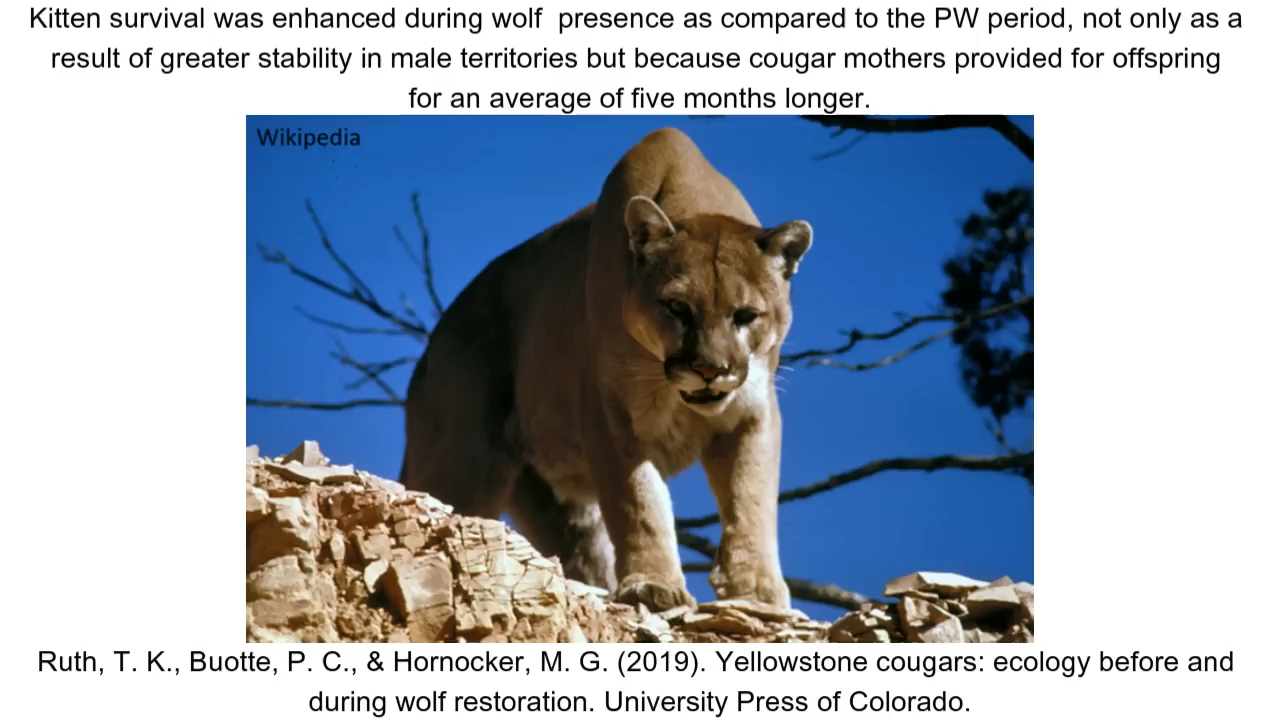 Kitten survival was enhanced during wolf  presence as compared to the PW period, not only as a
result of greater stability in male territories but because cougar mothers provided for offspring
for an average of five months longer.
Wikipedia
Ruth, T. K., Buotte, P. C., & Hornocker, M. G. (2019). Yellowstone cougars: ecology before and
during wolf restoration. University Press of Colorado.